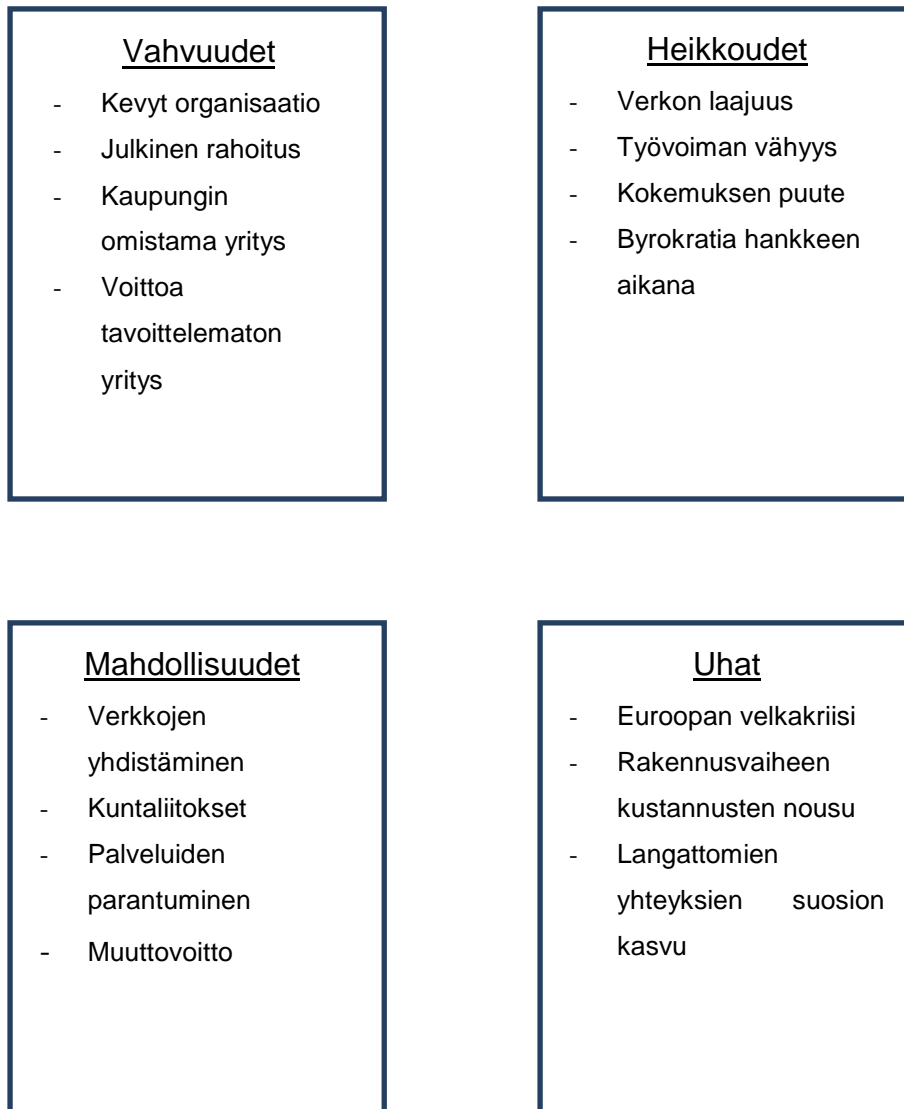 Vahvuudet
- Kevyt organisaatio
- Julkinen rahoitus
- Kaupungin
omistama yritys
- Voittoa
tavoittelematon
yritys
Heikkoudet
- Verkon laajuus
- Työvoiman vähyys
- Kokemuksen puute
- Byrokratia hankkeen
aikana
Mahdollisuudet
- Verkkojen
yhdistäminen
- Kuntaliitokset
- Palveluiden
parantuminen
- Muuttovoitto
Uhat
- Euroopan velkakriisi
- Rakennusvaiheen
kustannusten nousu
- Langattomien
yhteyksien suosion
kasvu